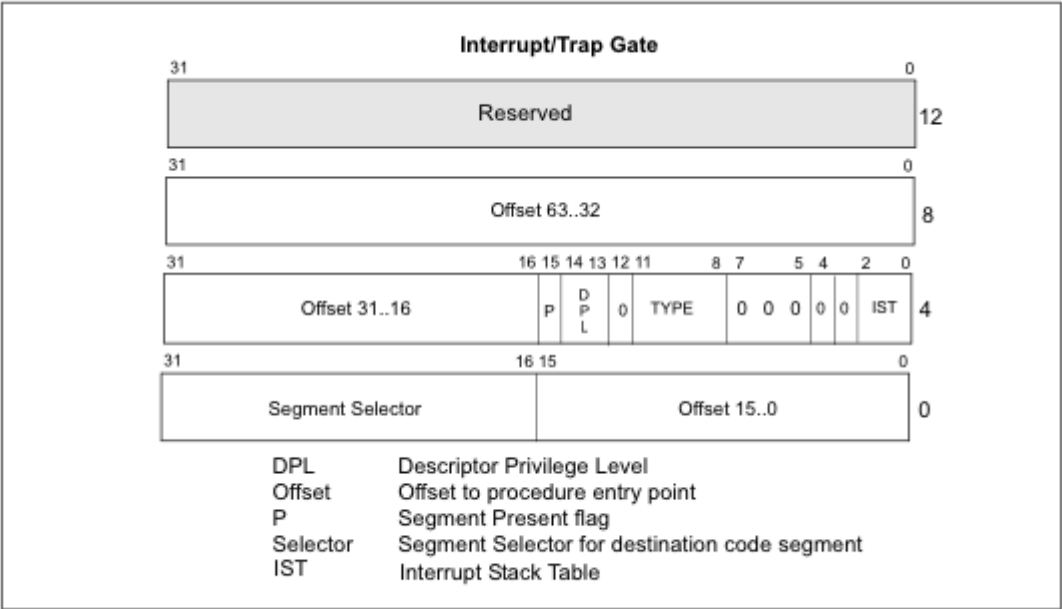 Interrupt/Trap Gate
31 0
Reserved 12
31 0
Offset 63..32 8
31 16 15 14 13 12 11 8 7 5 4 2 0
Offset 31..16 P DPL 0 TYPE 0 0 0 0 0 IST 4
31 16 15 0
Segment Selector Offset 15..0 0
DPL Descriptor Privilege Level
Offset Offset to procedure entry point
P Segment Present flag
Selector Segment Selector for destination code segment
IST Interrupt Stack Table